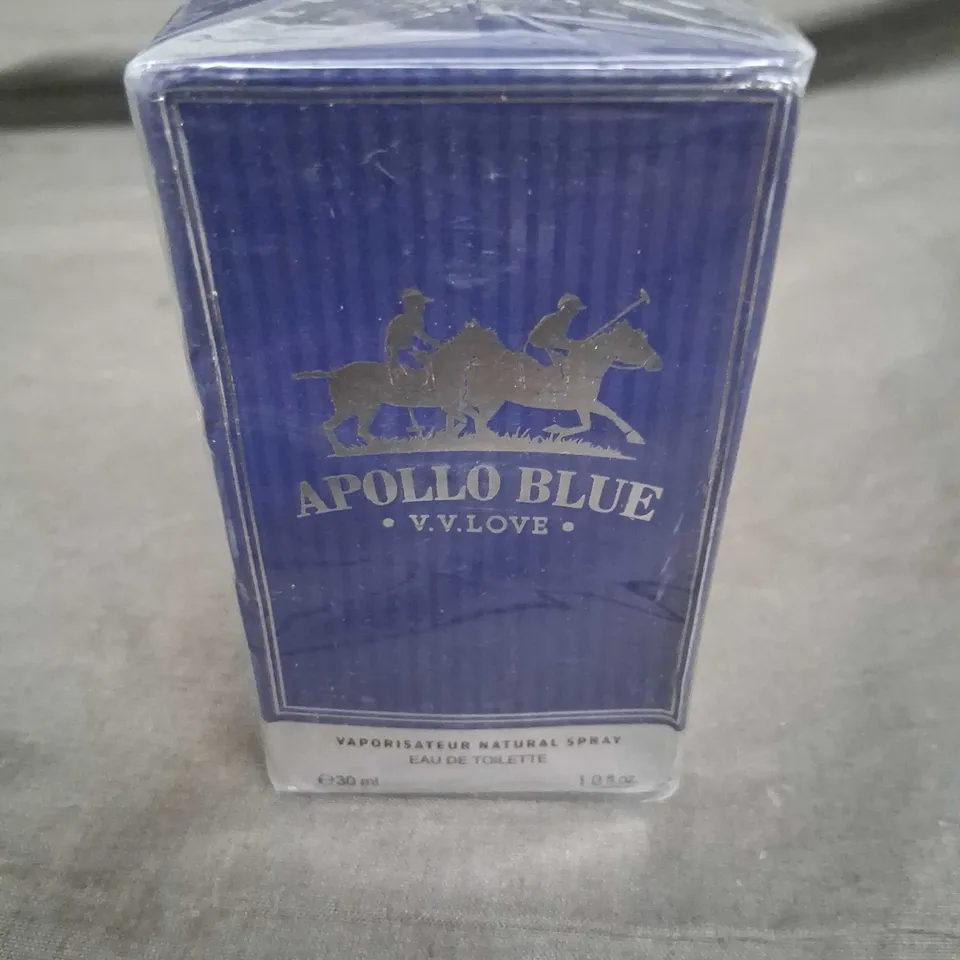 APOLLO BLUE
• V.V.LOVE •
VAPORISATEUR NATURAL SPRAY
EAU DE TOILETTE
℮30 ml 1.0 fl.oz.